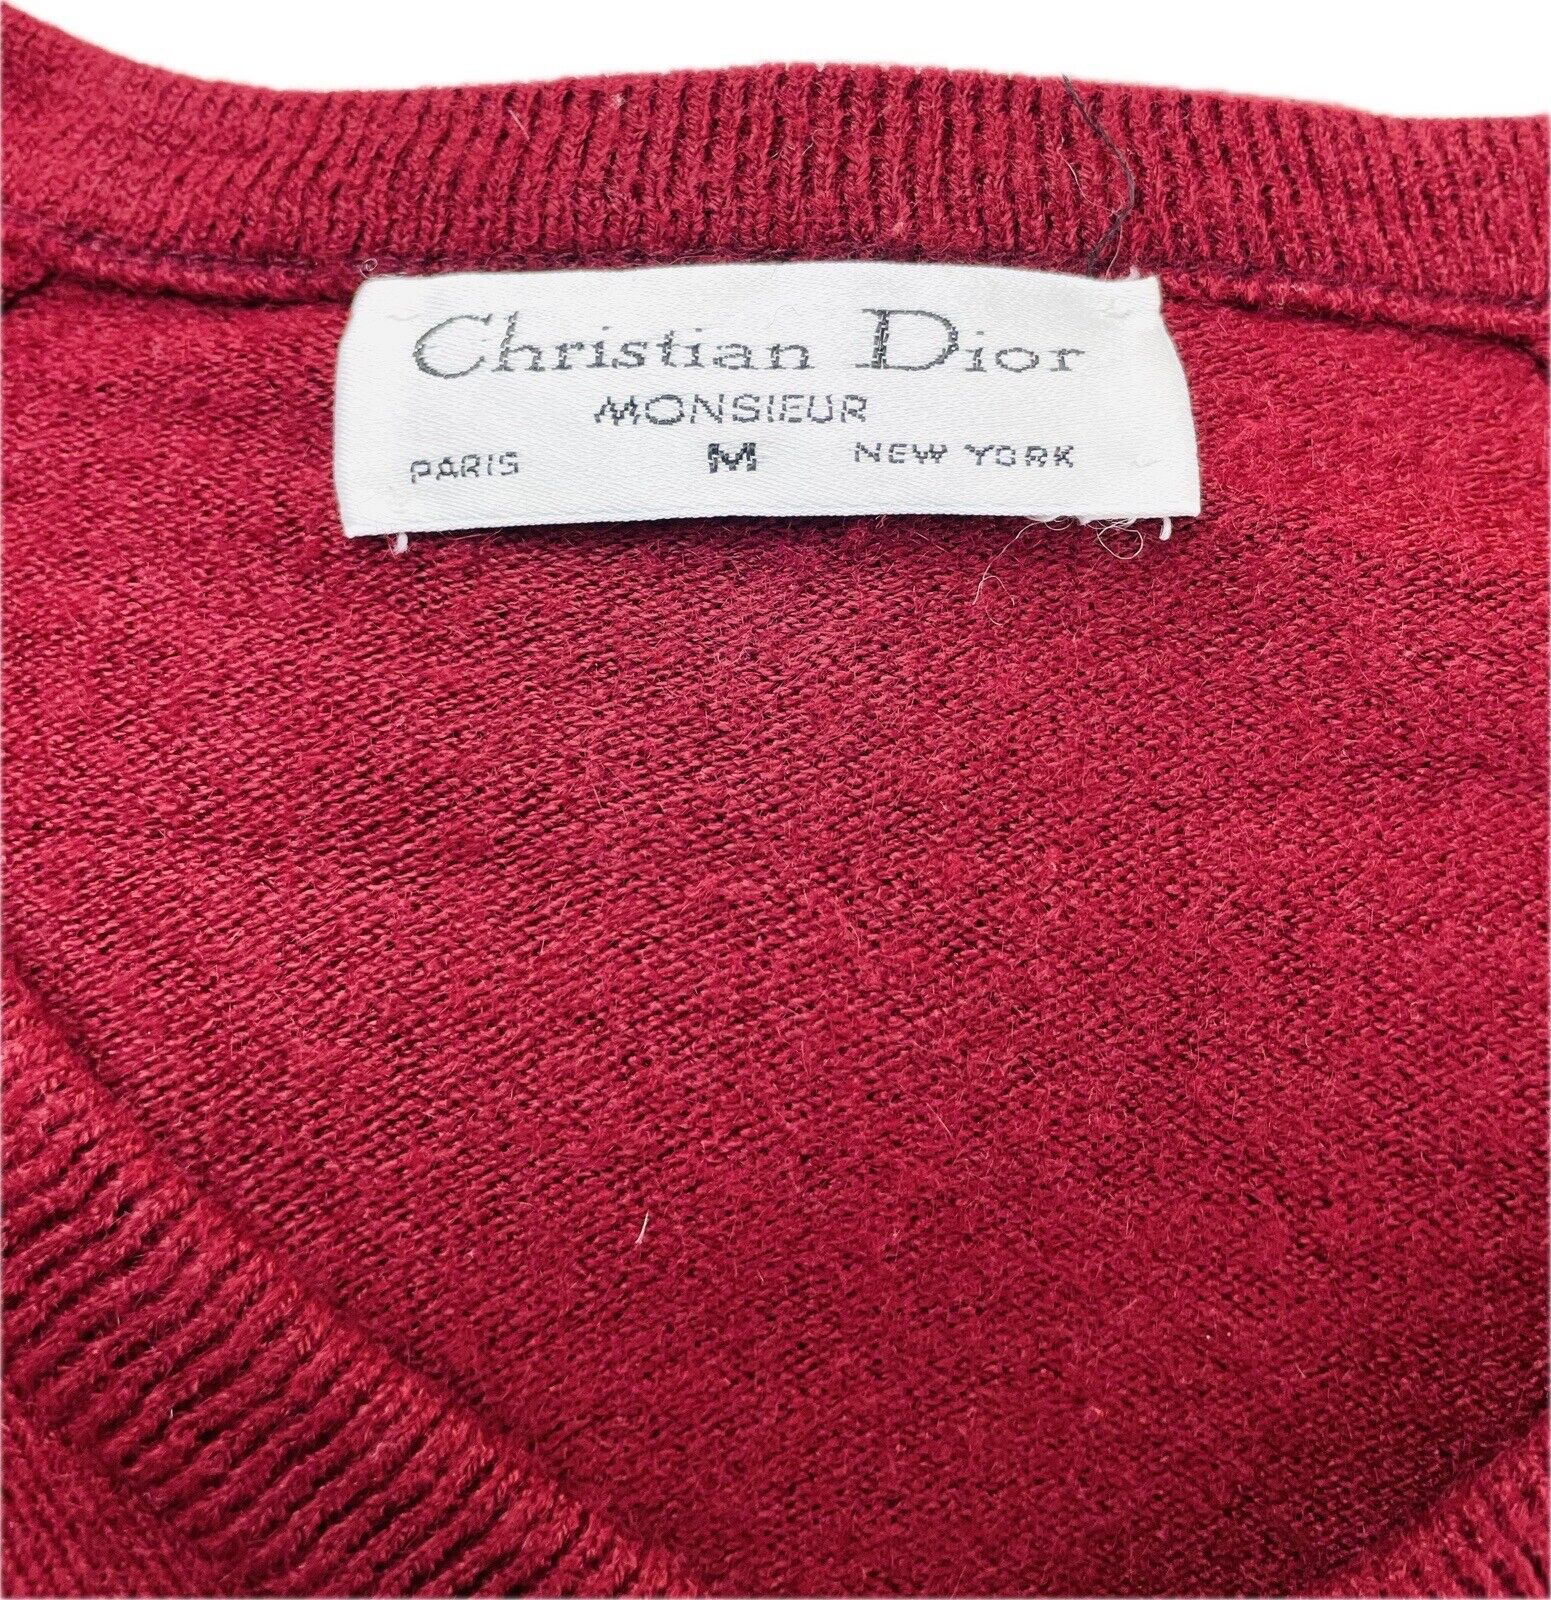 Christian Dior
MONSIEUR
PARIS M NEW YORK